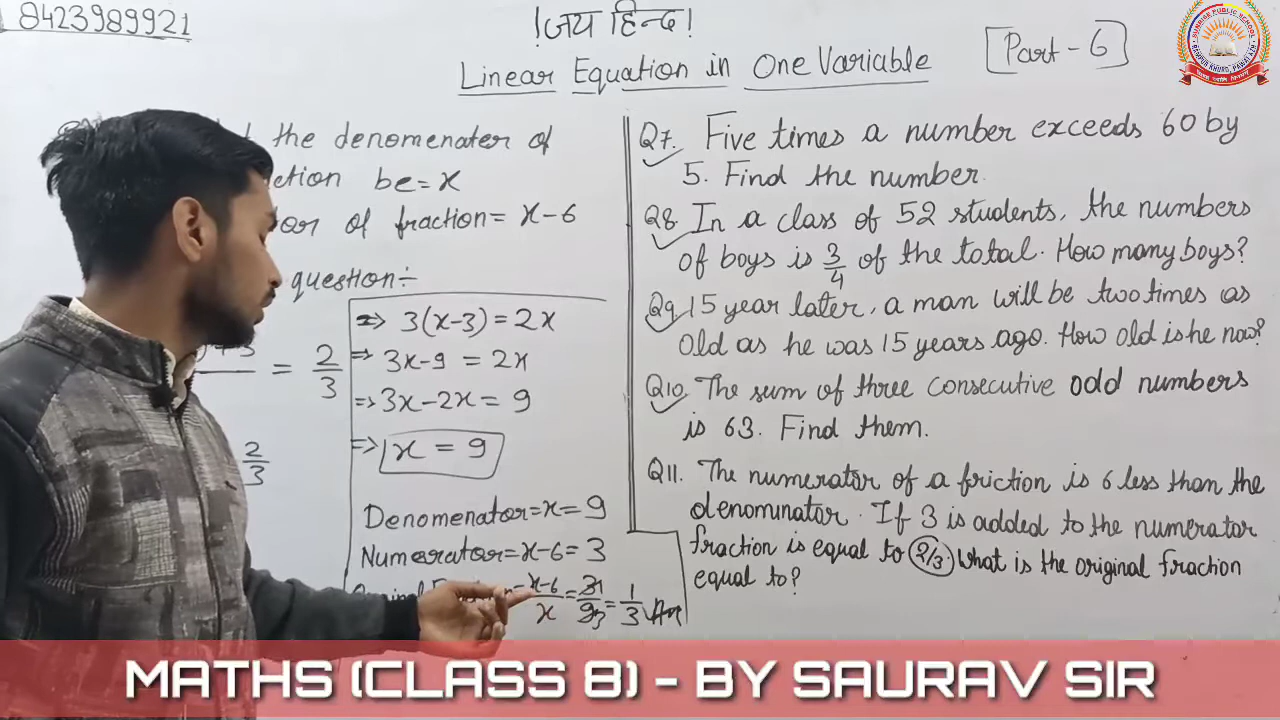 8423989921
!जय हिन्द!
Linear Equation in One Variable
[Part-6]
the denomenater of
be=x
of fraction= x-6
question÷
= 2/3
2/3
=> 3(x-3)=2x
=> 3x-9 = 2x
=> 3x-2x= 9
=> x = 9
Denomenator=x=9
Numerator=x-6=3
=x-6/x=3/9=1/3 Ans
Q7. Five times a number exceeds 60 by
5. Find the number.
Q8 In a class of 52 students, the numbers
of boys is 3/4 of the total. How many boys?
Q9 15 year later, a man will be two times as
Old as he was 15 years ago. How old is he now?
Q10 The sum of three consecutive odd numbers
is 63. Find them.
Q11. The numerator of a friction is 6 less than the
denominator. If 3 is added to the numerator
fraction is equal to 2/3. What is the original fraction
equal to?
MATHS (CLASS 8) - BY SAURAV SIR